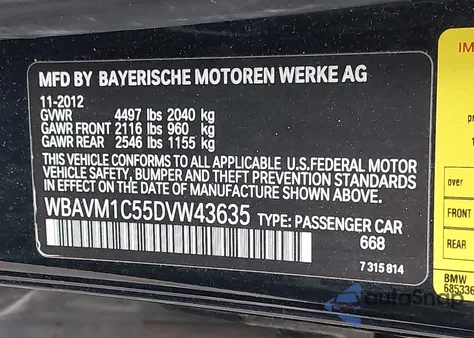 MFD BY BAYERISCHE MOTOREN WERKE AG
11-2012
GVWR 4497 lbs 2040 kg
GAWR FRONT 2116 lbs 960 kg
GAWR REAR 2546 lbs 1155 kg
THIS VEHICLE CONFORMS TO ALL APPLICABLE U.S.FEDERAL MOTOR
VEHICLE SAFETY, BUMPER AND THEFT PREVENTION STANDARDS
IN EFFECT ON THE DATE OF MANUFACTURE SHOWN ABOVE.
WBAVM1C55DVW43635 TYPE: PASSENGER CAR
668
7 315 814
IM
over
FRONT
REAR
BMW
685336
autoSnap